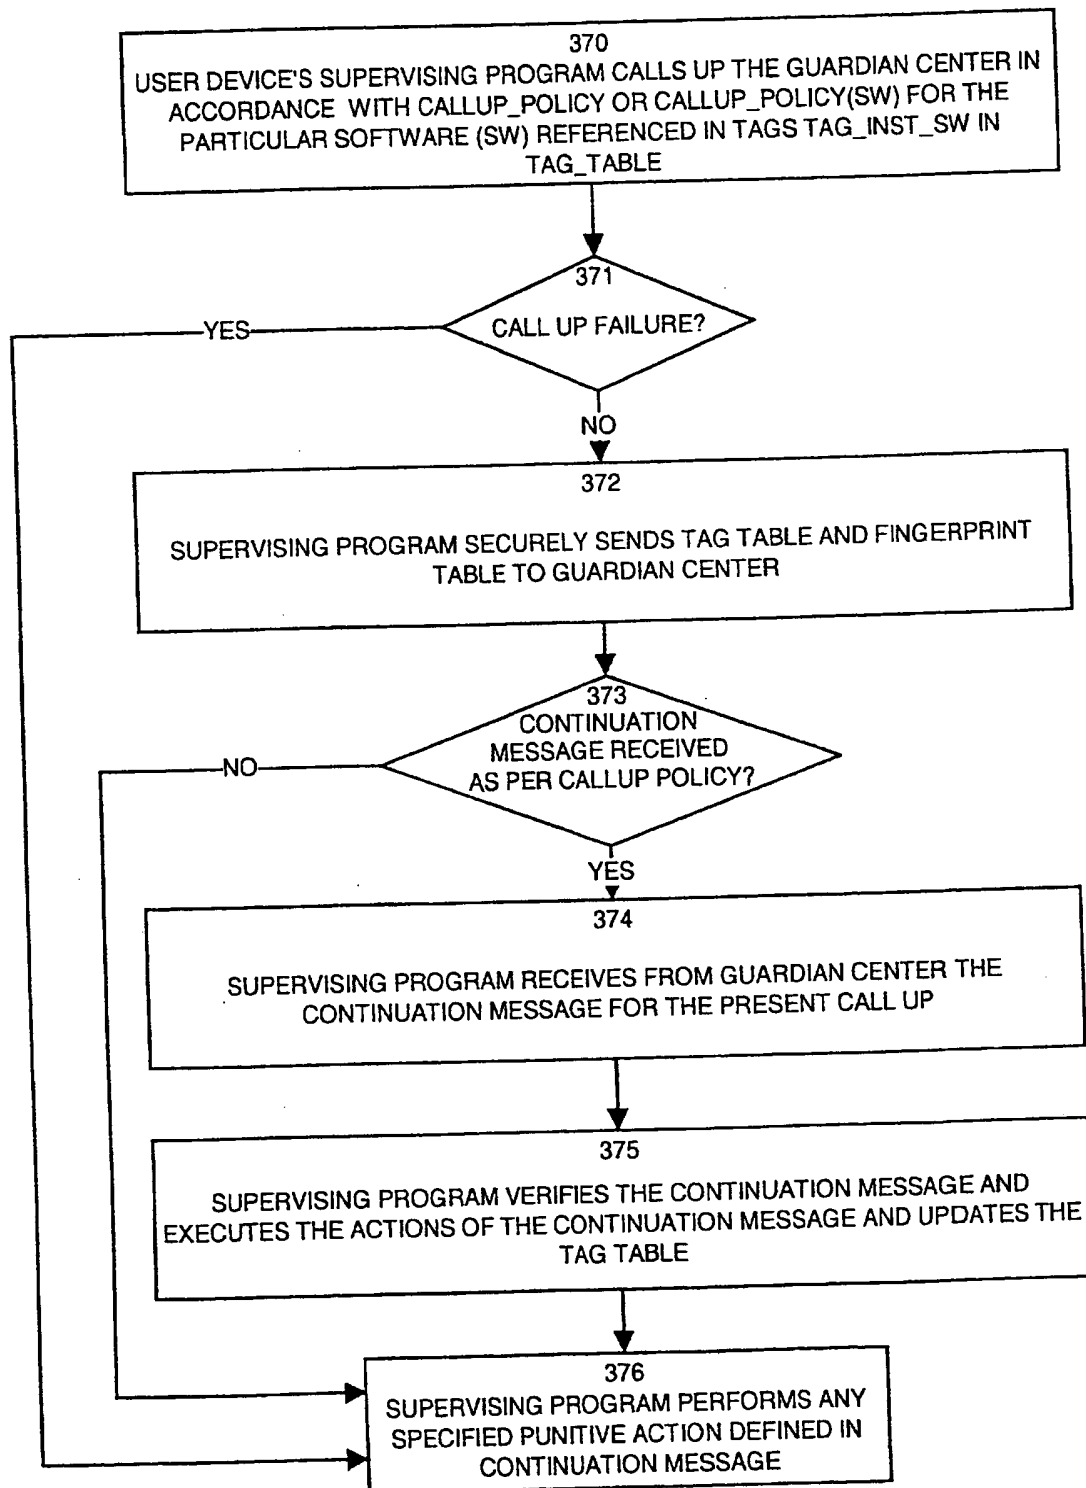 370
USER DEVICE'S SUPERVISING PROGRAM CALLS UP THE GUARDIAN CENTER IN
ACCORDANCE WITH CALLUP_POLICY OR CALLUP_POLICY(SW) FOR THE
PARTICULAR SOFTWARE (SW) REFERENCED IN TAGS TAG_INST_SW IN
TAG_TABLE
371
CALL UP FAILURE?
YES
NO
372
SUPERVISING PROGRAM SECURELY SENDS TAG TABLE AND FINGERPRINT
TABLE TO GUARDIAN CENTER
373
CONTINUATION
MESSAGE RECEIVED
AS PER CALLUP POLICY?
NO
YES
374
SUPERVISING PROGRAM RECEIVES FROM GUARDIAN CENTER THE
CONTINUATION MESSAGE FOR THE PRESENT CALL UP
375
SUPERVISING PROGRAM VERIFIES THE CONTINUATION MESSAGE AND
EXECUTES THE ACTIONS OF THE CONTINUATION MESSAGE AND UPDATES THE
TAG TABLE
376
SUPERVISING PROGRAM PERFORMS ANY
SPECIFIED PUNITIVE ACTION DEFINED IN
CONTINUATION MESSAGE